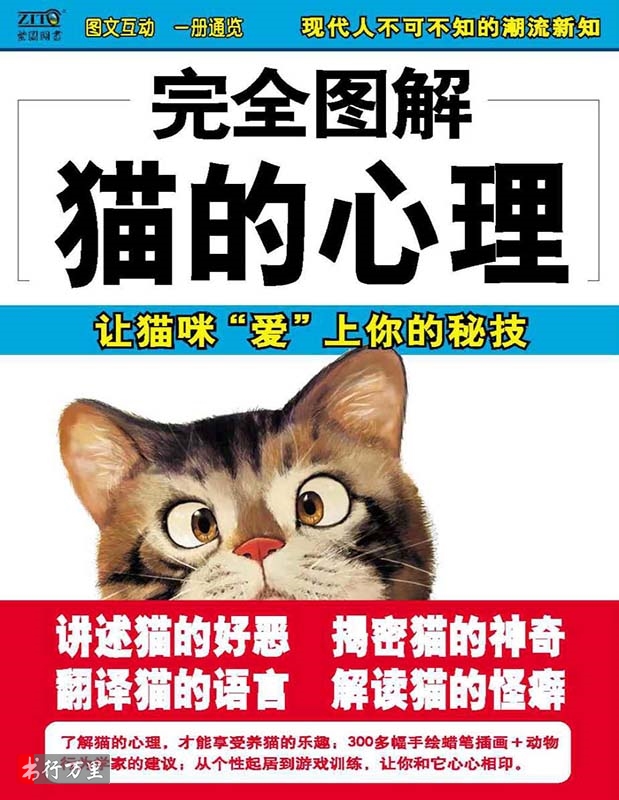 ZITO 紫图图书
图文互动 一册通览 现代人不可不知的潮流新知
完全图解
猫的心理
让猫咪“爱”上你的秘技
讲述猫的好恶 揭密猫的神奇
翻译猫的语言 解读猫的怪癖
了解猫的心理，才能享受养猫的乐趣；300多幅手绘蜡笔插画＋动物
行为学家的建议；从个性起居到游戏训练，让你和它心心相印。
书行万里